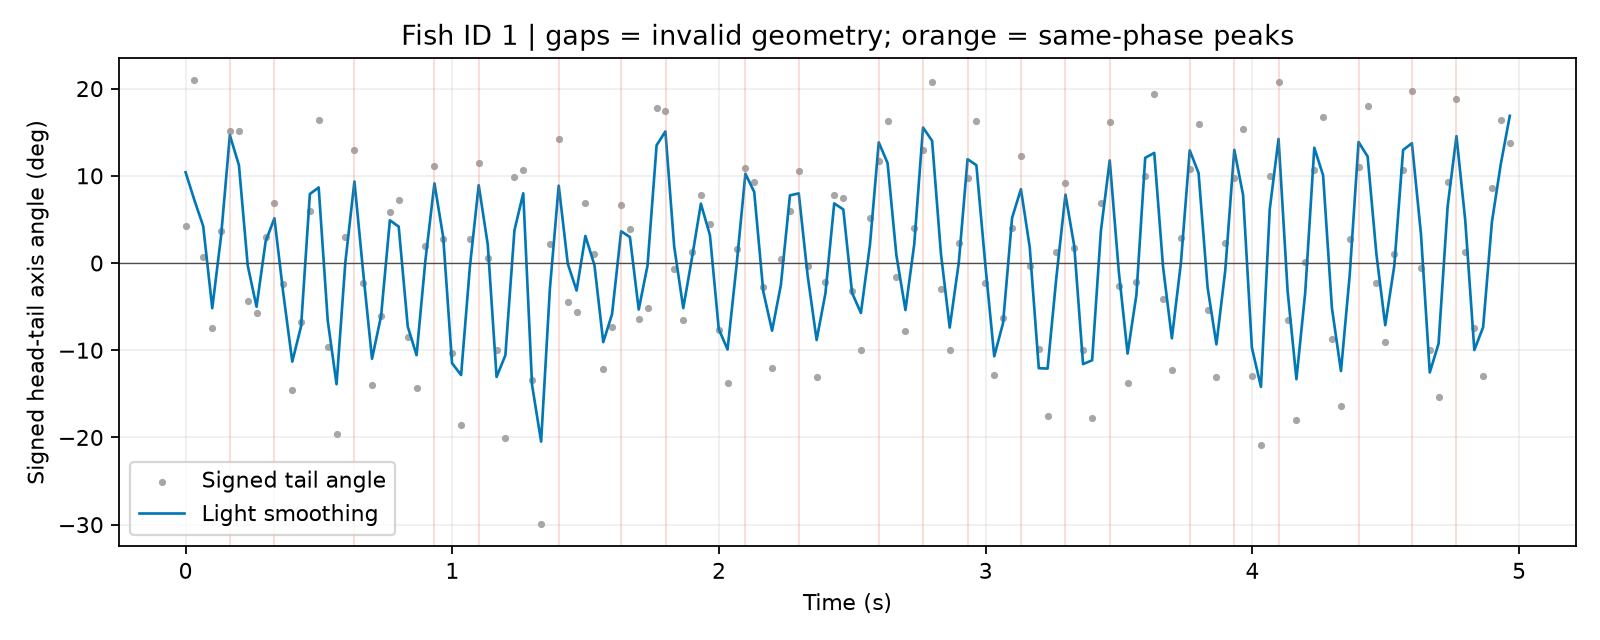 Fish ID 1 | gaps = invalid geometry; orange = same-phase peaks
Signed head-tail axis angle (deg)
20
10
0
−10
−20
−30
Signed tail angle
Light smoothing
0 1 2 3 4 5
Time (s)